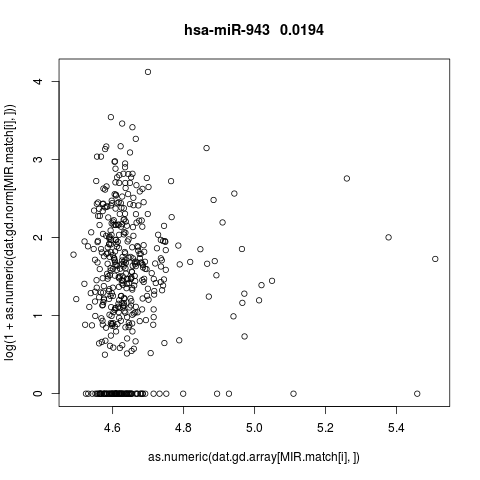 hsa-miR-943 0.0194
log(1 + as.numeric(dat.gd.norm[MIR.match[i], ]))
4
3
2
1
0
4.6 4.8 5.0 5.2 5.4
as.numeric(dat.gd.array[MIR.match[i], ])